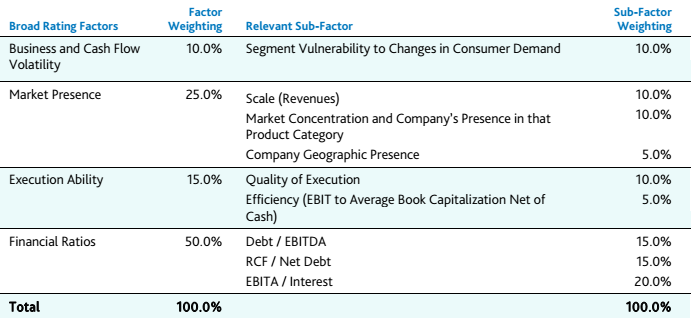 Broad Rating Factors Factor Weighting Relevant Sub-Factor Sub-Factor Weighting
Business and Cash Flow Volatility 10.0% Segment Vulnerability to Changes in Consumer Demand 10.0%
Market Presence 25.0% Scale (Revenues) 10.0%
Market Concentration and Company's Presence in that Product Category 10.0%
Company Geographic Presence 5.0%
Execution Ability 15.0% Quality of Execution 10.0%
Efficiency (EBIT to Average Book Capitalization Net of Cash) 5.0%
Financial Ratios 50.0% Debt / EBITDA 15.0%
RCF / Net Debt 15.0%
EBITA / Interest 20.0%
Total 100.0% 100.0%